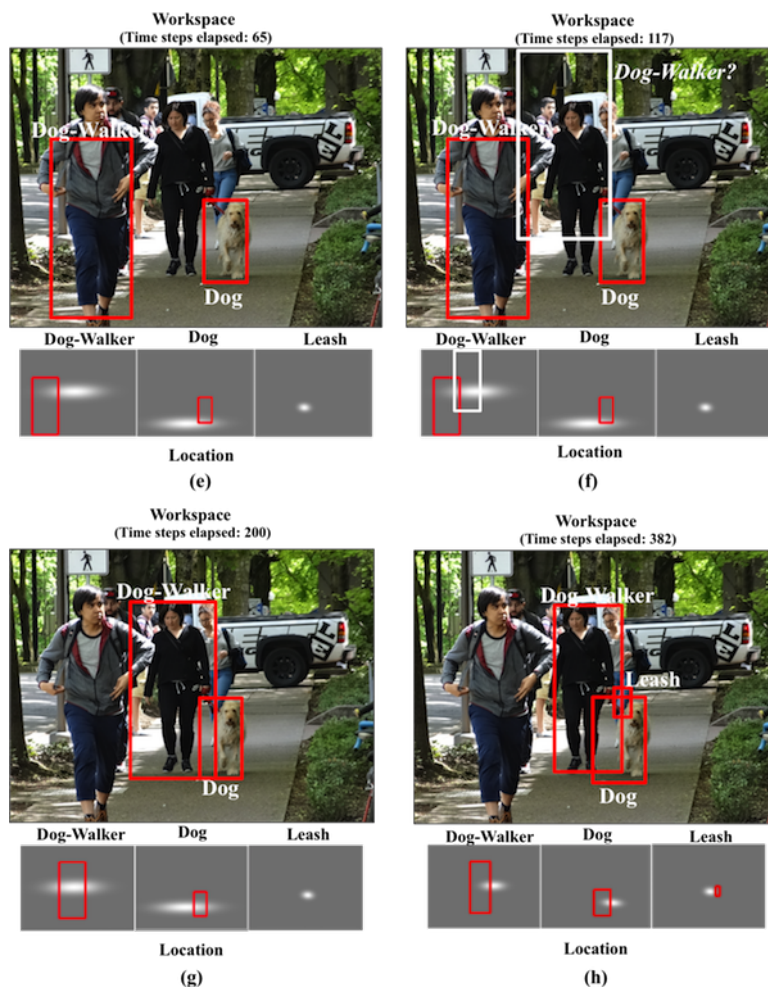 Workspace
(Time steps elapsed: 65)
Dog-Walker
Dog
Dog-Walker Dog Leash
Location
(e)
Workspace
(Time steps elapsed: 117)
Dog-Walker?
Dog-Walker
Dog
Dog-Walker Dog Leash
Location
(f)
Workspace
(Time steps elapsed: 200)
Dog-Walker
Dog
Dog-Walker Dog Leash
Location
(g)
Workspace
(Time steps elapsed: 382)
Dog-Walker
Leash
Dog
Dog-Walker Dog Leash
Location
(h)